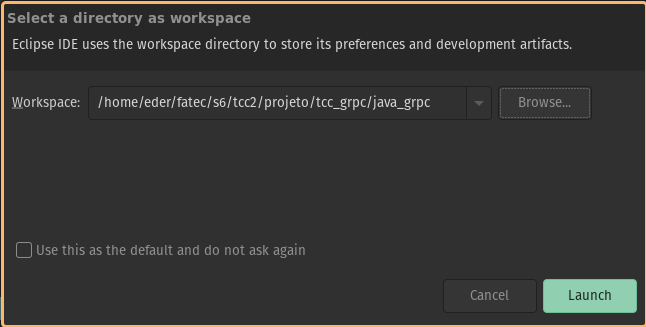 Select a directory as workspace
Eclipse IDE uses the workspace directory to store its preferences and development artifacts.
Workspace: /home/eder/fatec/s6/tcc2/projeto/tcc_grpc/java_grpc Browse...
Use this as the default and do not ask again
Cancel Launch